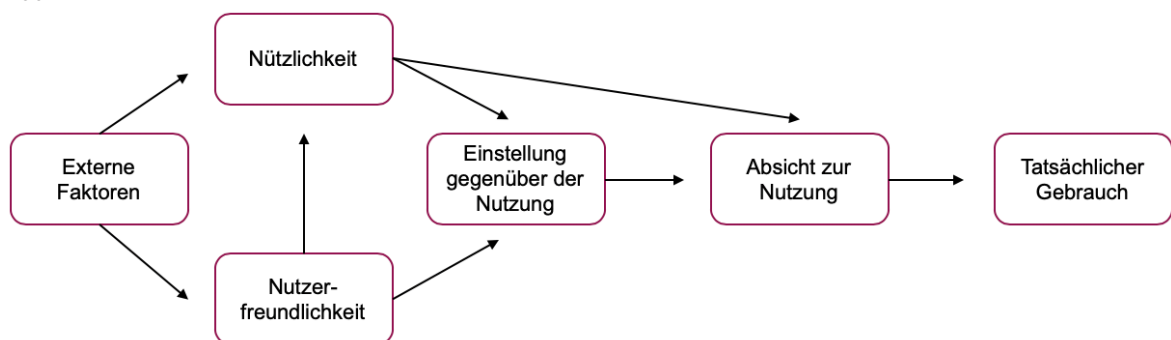 Nützlichkeit
Externe
Faktoren
Einstellung
gegenüber der
Nutzung
Absicht zur
Nutzung
Tatsächlicher
Gebrauch
Nutzer-
freundlichkeit